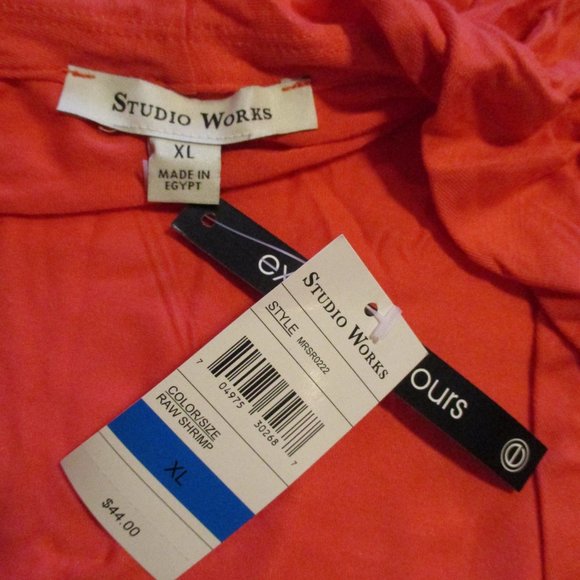 STUDIO WORKS
XL
MADE IN
EGYPT
ex
ours
e
STUDIO WORKS
STYLE MRSR0222
7 04975 30268 7
COLOR/SIZE
RAW SHRIMP
XL
$44.00